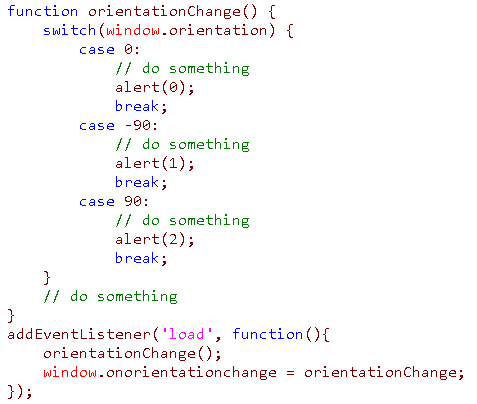 function orientationChange() {
    switch(window.orientation) {
        case 0:
            // do something
            alert(0);
            break;
        case -90:
            // do something
            alert(1);
            break;
        case 90:
            // do something
            alert(2);
            break;
    }
    // do something
}
addEventListener('load', function(){
    orientationChange();
    window.onorientationchange = orientationChange;
});